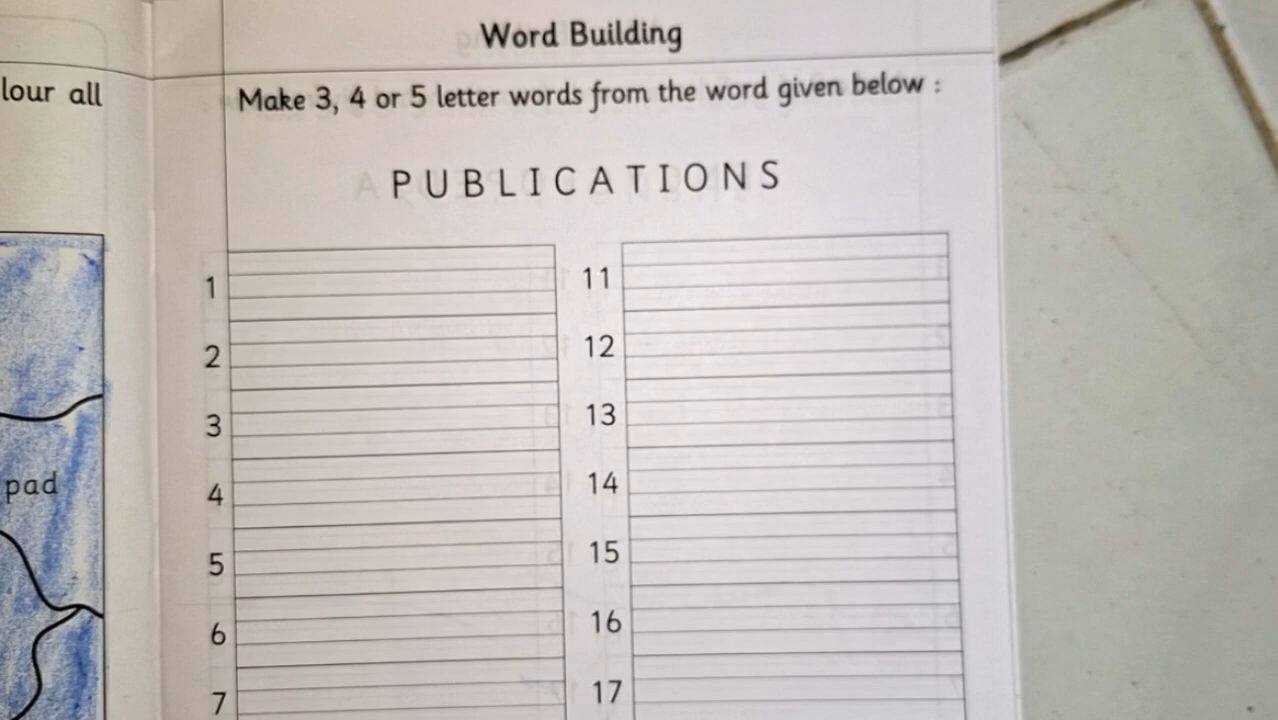 Word Building
lour all
Make 3, 4 or 5 letter words from the word given below :
P U B L I C A T I O N S
1
2
3
4
5
6
7
pad
11
12
13
14
15
16
17